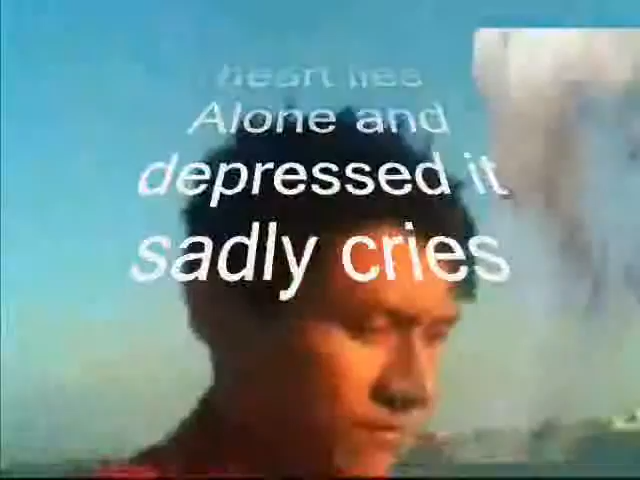 heart lies
Alone and
depressed it
sadly cries